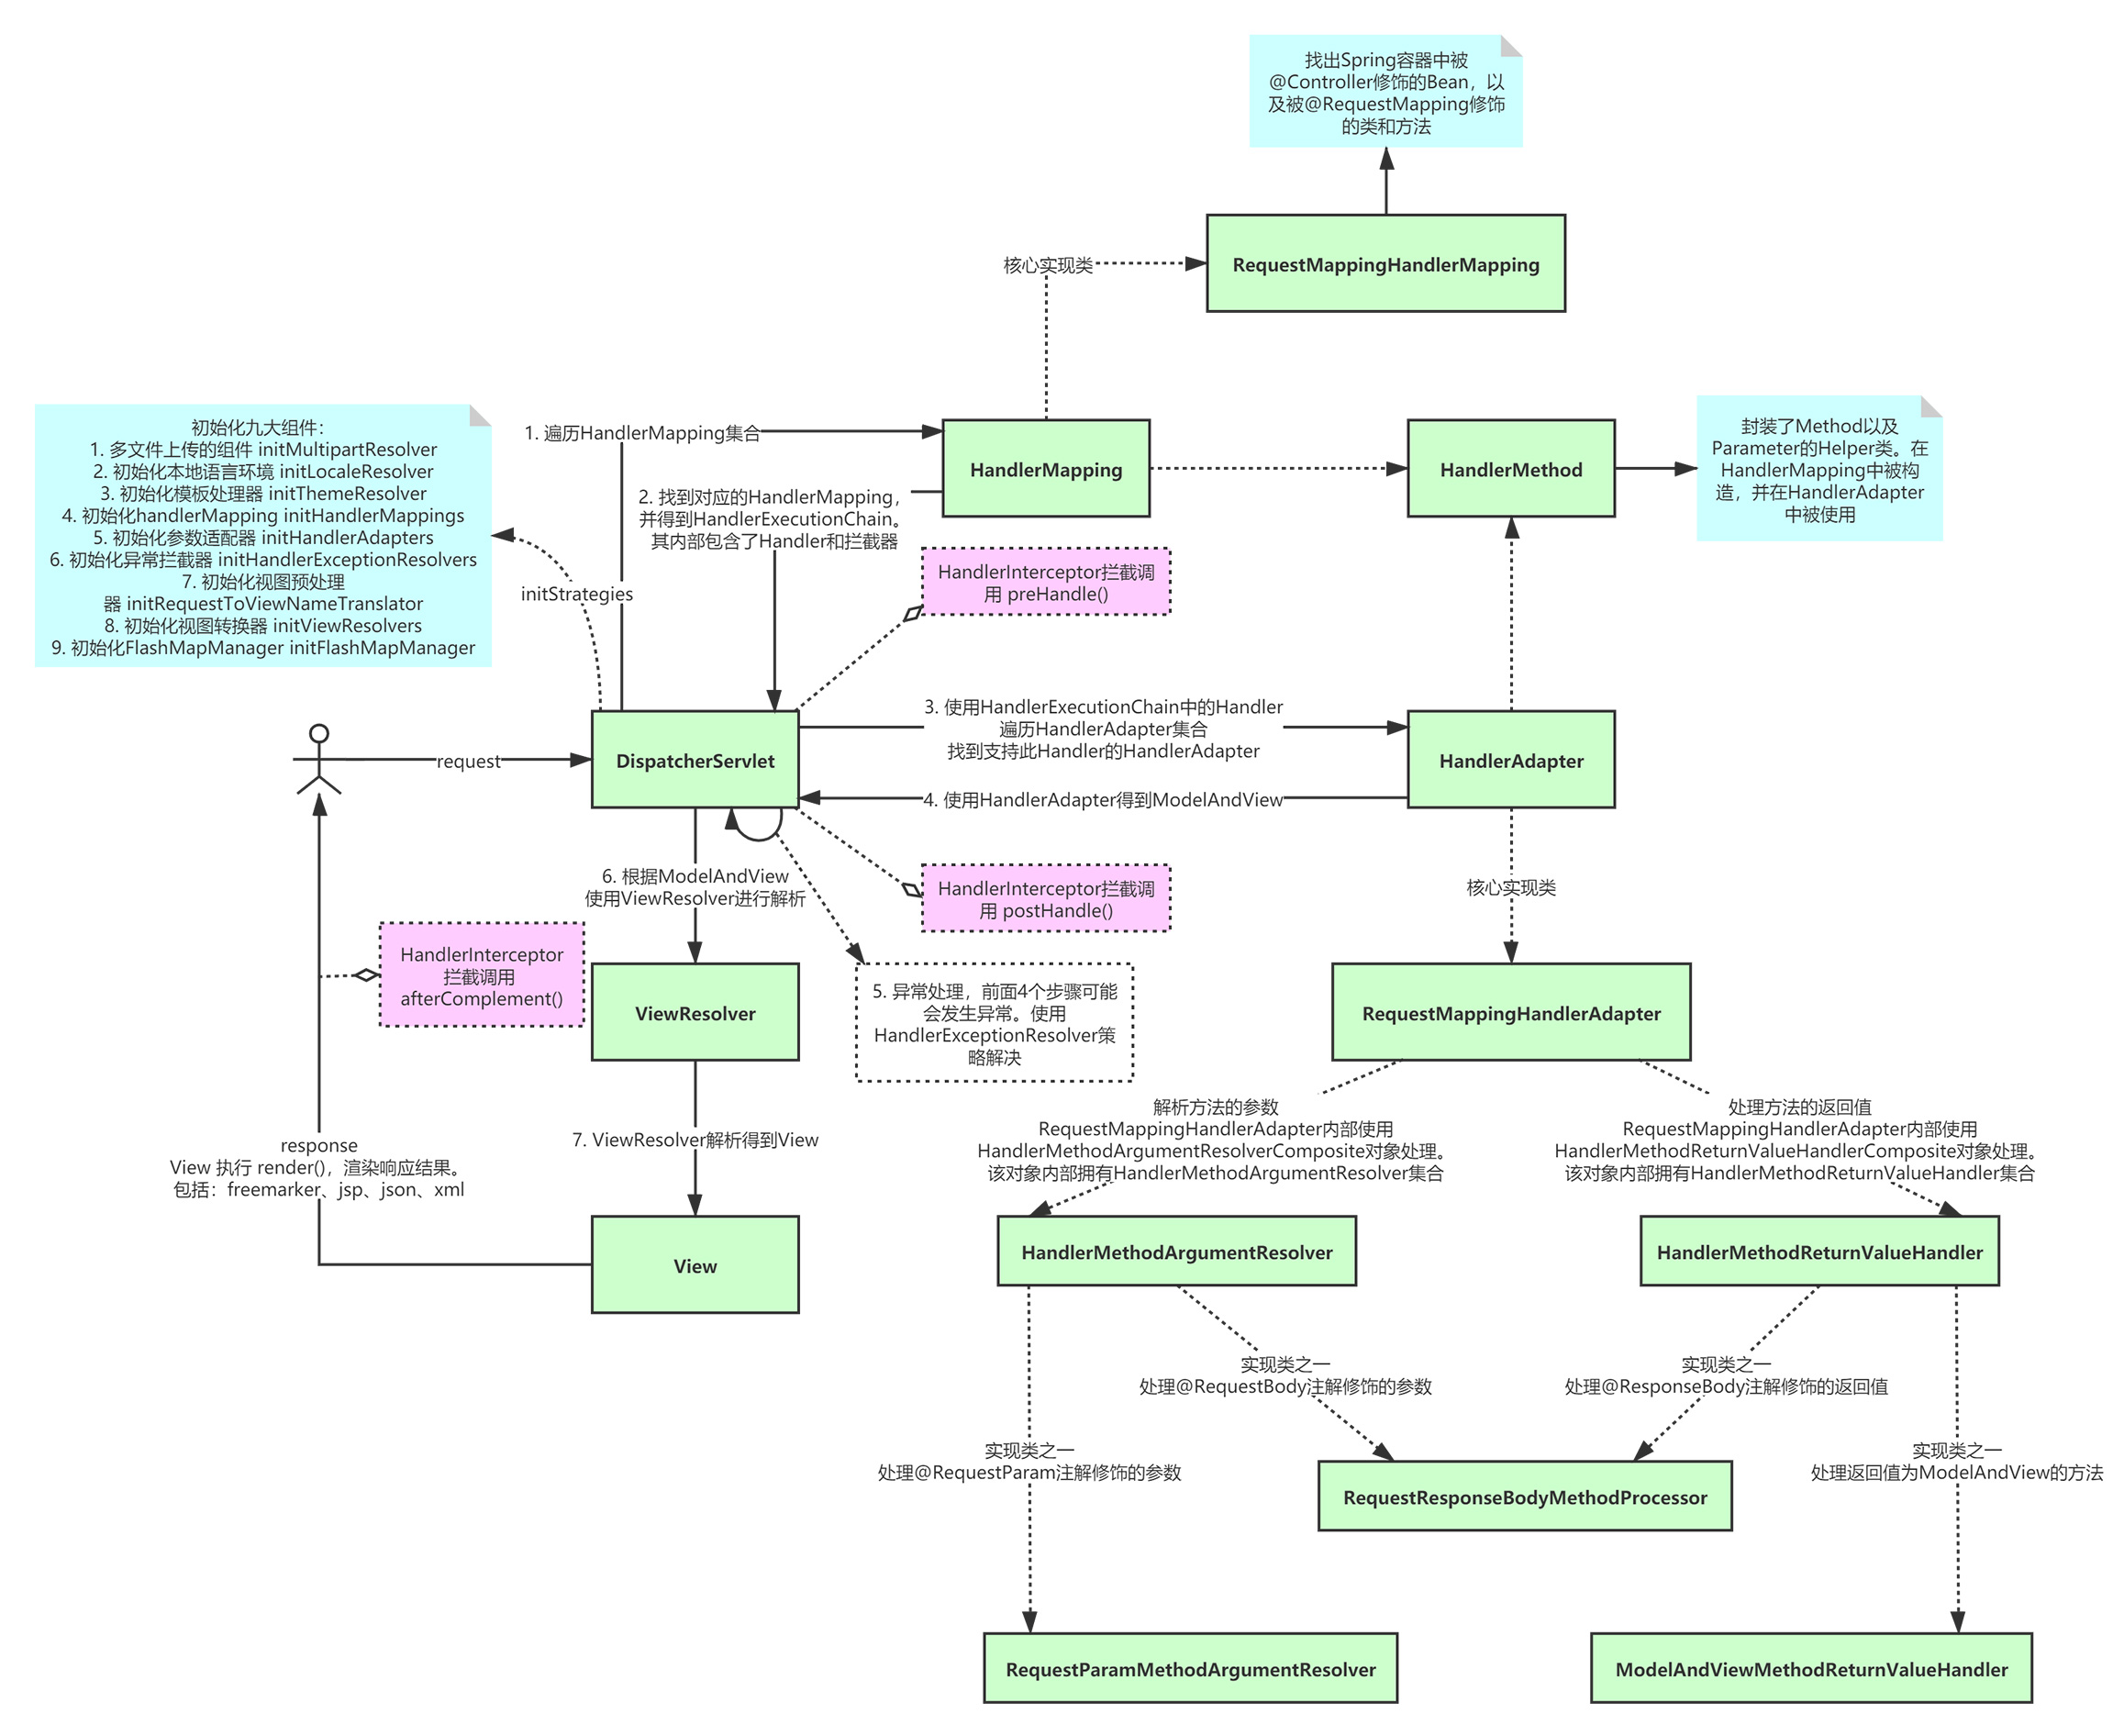 找出Spring容器中被
@Controller修饰的Bean，以
及被@RequestMapping修饰
的类和方法
RequestMappingHandlerMapping
核心实现类
初始化九大组件：
1. 多文件上传的组件 initMultipartResolver
2. 初始化本地语言环境 initLocaleResolver
3. 初始化模板处理器 initThemeResolver
4. 初始化handlerMapping initHandlerMappings
5. 初始化参数适配器 initHandlerAdapters
6. 初始化异常拦截器 initHandlerExceptionResolvers
7. 初始化视图预处理
器 initRequestToViewNameTranslator
8. 初始化视图转换器 initViewResolvers
9. 初始化FlashMapManager initFlashMapManager
initStrategies
1. 遍历HandlerMapping集合
HandlerMapping
HandlerMethod
封装了Method以及
Parameter的Helper类。在
HandlerMapping中被构
造，并在HandlerAdapter
中被使用
2. 找到对应的HandlerMapping，
并得到HandlerExecutionChain。
其内部包含了Handler和拦截器
HandlerInterceptor拦截调
用 preHandle()
request
DispatcherServlet
3. 使用HandlerExecutionChain中的Handler
遍历HandlerAdapter集合
找到支持此Handler的HandlerAdapter
HandlerAdapter
4. 使用HandlerAdapter得到ModelAndView
6. 根据ModelAndView
使用ViewResolver进行解析
HandlerInterceptor拦截调
用 postHandle()
核心实现类
HandlerInterceptor
拦截调用
afterComplement()
ViewResolver
5. 异常处理，前面4个步骤可能
会发生异常。使用
HandlerExceptionResolver策
略解决
RequestMappingHandlerAdapter
解析方法的参数
RequestMappingHandlerAdapter内部使用
HandlerMethodArgumentResolverComposite对象处理。
该对象内部拥有HandlerMethodArgumentResolver集合
处理方法的返回值
RequestMappingHandlerAdapter内部使用
HandlerMethodReturnValueHandlerComposite对象处理。
该对象内部拥有HandlerMethodReturnValueHandler集合
7. ViewResolver解析得到View
response
View 执行 render()，渲染响应结果。
包括：freemarker、jsp、json、xml
View
HandlerMethodArgumentResolver
HandlerMethodReturnValueHandler
实现类之一
处理@RequestBody注解修饰的参数
实现类之一
处理@ResponseBody注解修饰的返回值
实现类之一
处理@RequestParam注解修饰的参数
实现类之一
处理返回值为ModelAndView的方法
RequestResponseBodyMethodProcessor
RequestParamMethodArgumentResolver
ModelAndViewMethodReturnValueHandler